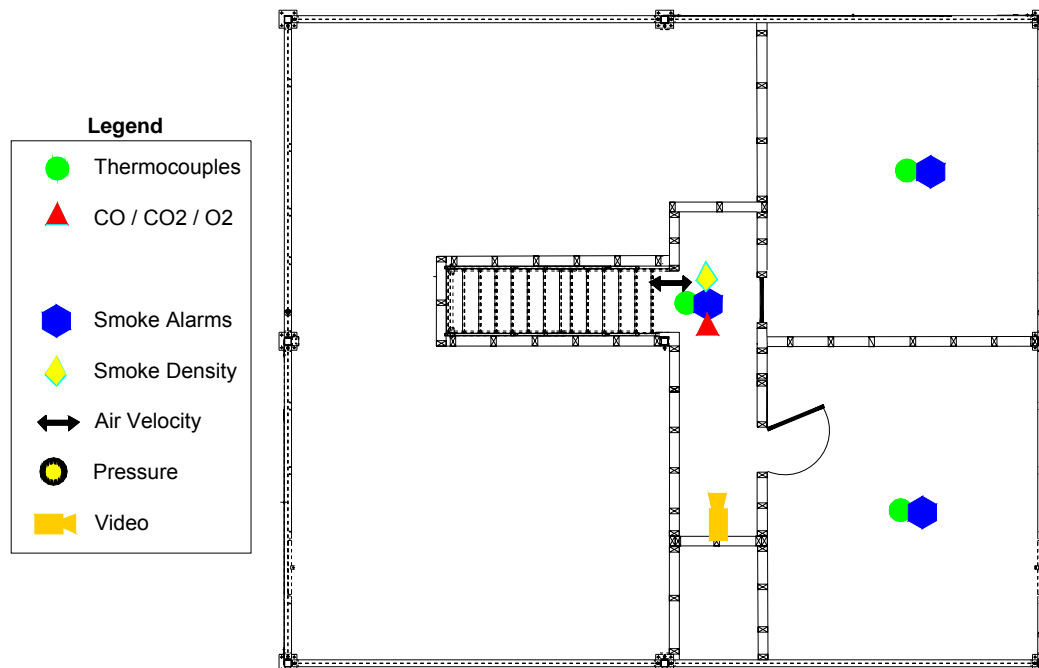 Legend
Thermocouples
CO / CO2 / O2
Smoke Alarms
Smoke Density
Air Velocity
Pressure
Video